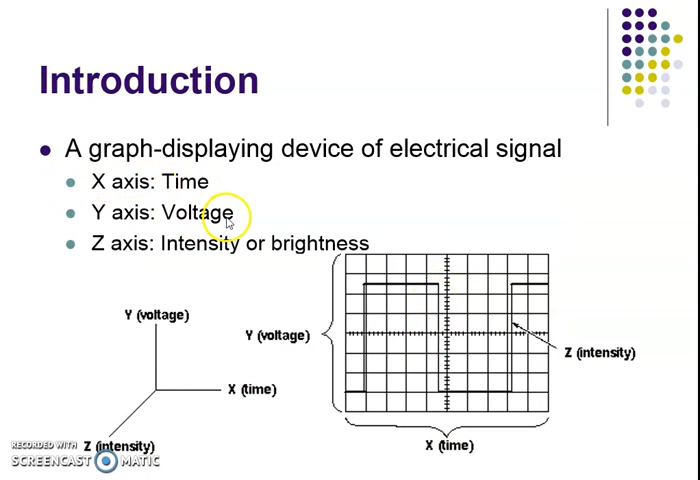 Introduction
A graph-displaying device of electrical signal
X axis: Time
Y axis: Voltage
Z axis: Intensity or brightness
Y (voltage)
X (time)
Z (intensity)
Y (voltage)
Z (intensity)
X (time)
RECORDED WITH
SCREENCAST MATIC